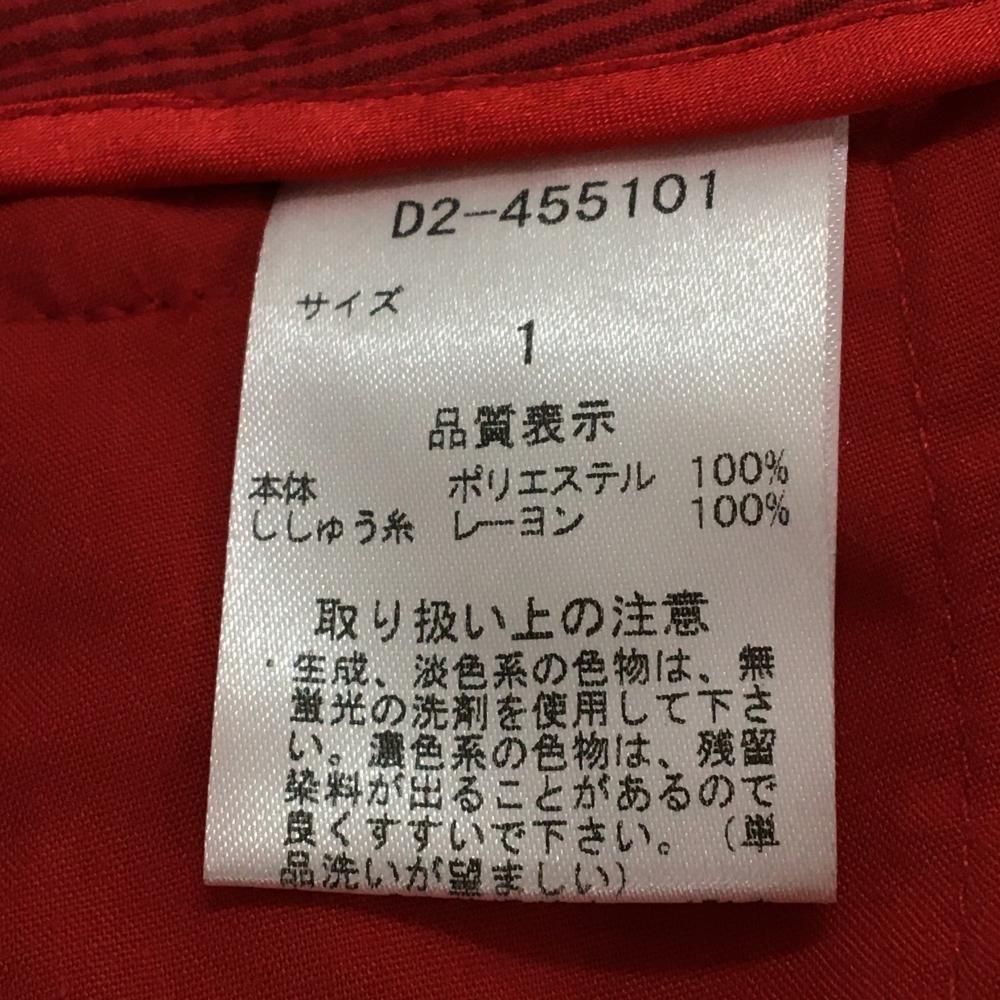 D2-455101
サイズ
1
品質表示
本体 ポリエステル 100%
ししゅう糸 レーヨン 100%
取り扱い上の注意
・生成、淡色系の色物は、無
蛍光の洗剤を使用して下さ
い。濃色系の色物は、残留
染料が出ることがあるので
良くすすいで下さい。（単
品洗いが望ましい）